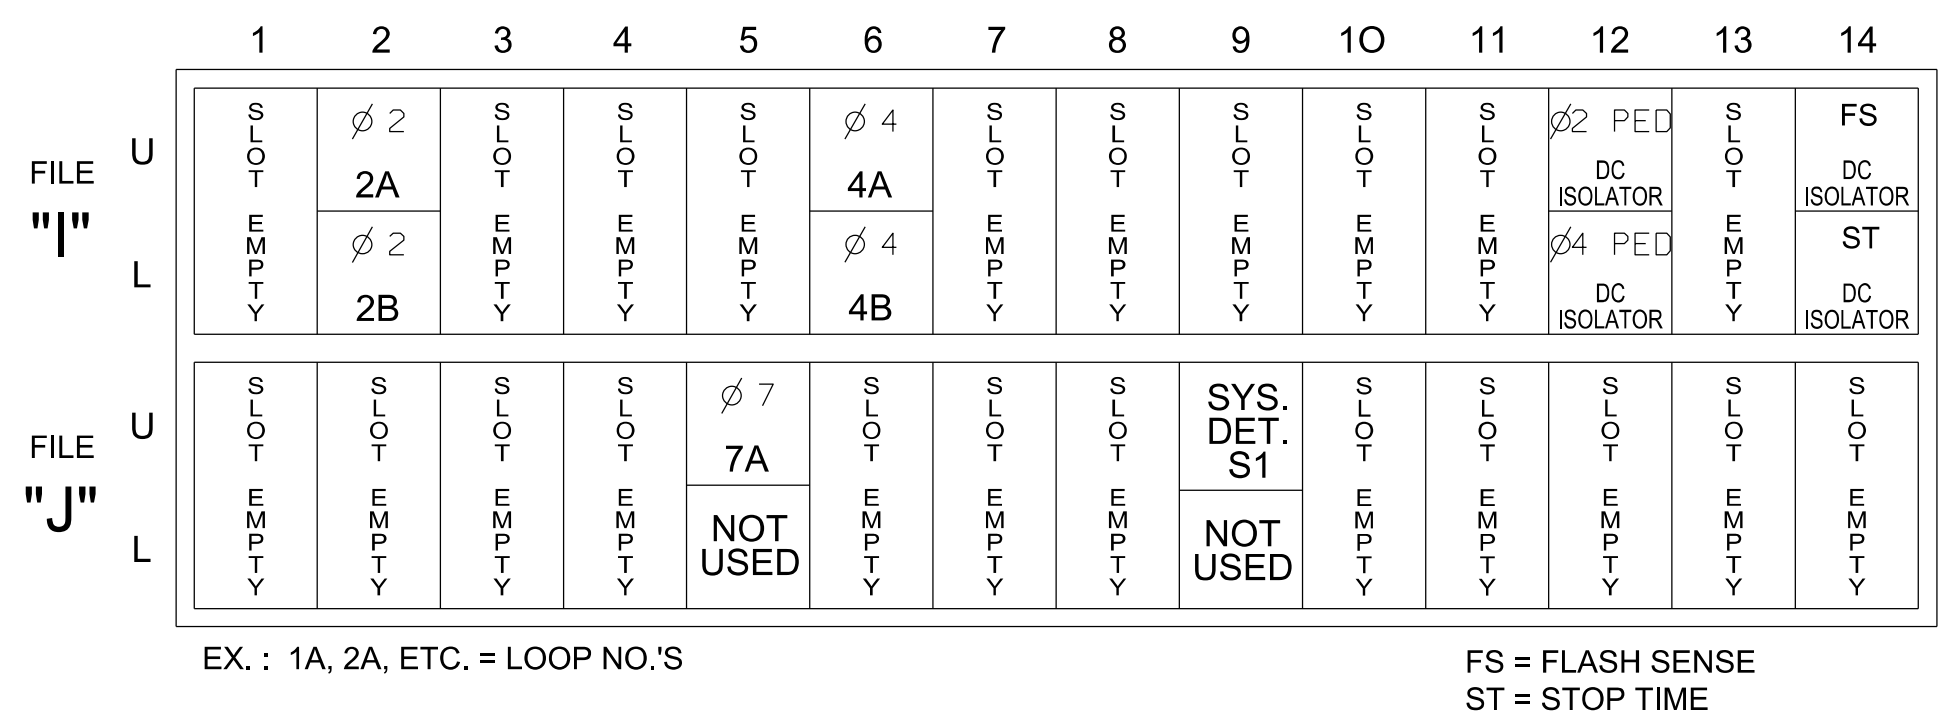 1 2 3 4 5 6 7 8 9 10 11 12 13 14
FILE "I"
U
L
SLOT EMPTY
Ø 2
2A
Ø 2
2B
SLOT EMPTY
SLOT EMPTY
SLOT EMPTY
Ø 4
4A
Ø 4
4B
SLOT EMPTY
SLOT EMPTY
SLOT EMPTY
SLOT EMPTY
SLOT EMPTY
Ø2 PED
DC
ISOLATOR
Ø4 PED
DC
ISOLATOR
SLOT EMPTY
FS
DC
ISOLATOR
ST
DC
ISOLATOR
FILE "J"
U
L
SLOT EMPTY
SLOT EMPTY
SLOT EMPTY
SLOT EMPTY
Ø 7
7A
NOT
USED
SLOT EMPTY
SLOT EMPTY
SLOT EMPTY
SYS.
DET.
S1
NOT
USED
SLOT EMPTY
SLOT EMPTY
SLOT EMPTY
SLOT EMPTY
SLOT EMPTY
EX. : 1A, 2A, ETC. = LOOP NO.'S
FS = FLASH SENSE
ST = STOP TIME